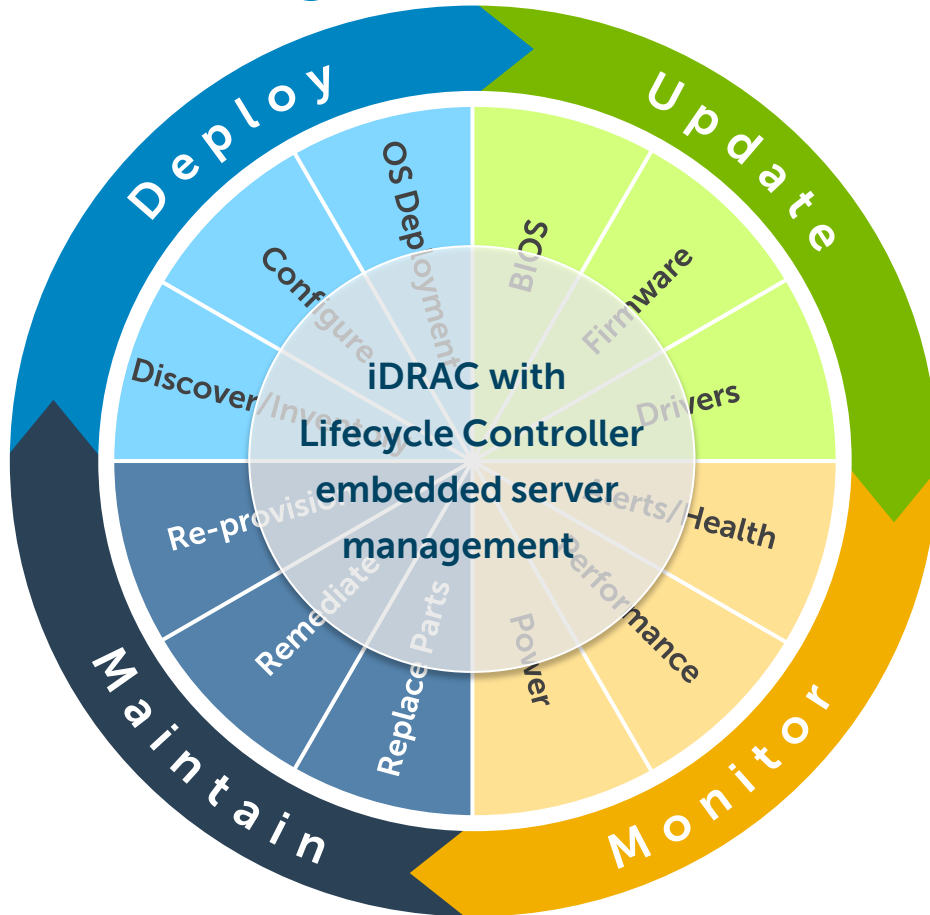 Deploy
Update
Monitor
Maintain
OS Deployment
Configure
Discover/Inventory
BIOS
Firmware
Drivers
Alerts/Health
Performance
Power
Replace Parts
Remediate
Re-provision
iDRAC with
Lifecycle Controller
embedded server
management